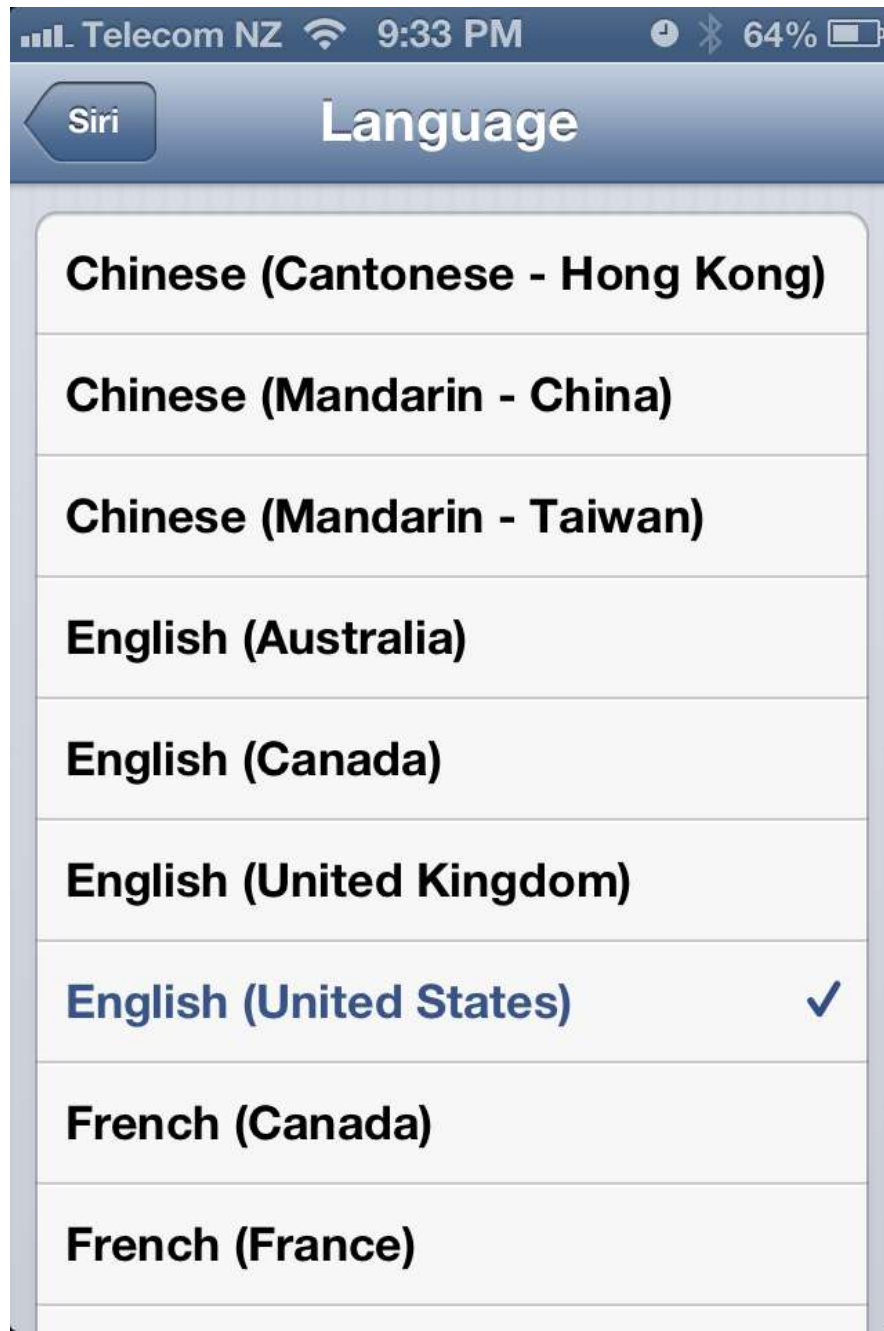 Telecom NZ 9:33 PM 64%
Siri Language
Chinese (Cantonese - Hong Kong)
Chinese (Mandarin - China)
Chinese (Mandarin - Taiwan)
English (Australia)
English (Canada)
English (United Kingdom)
English (United States)
French (Canada)
French (France)